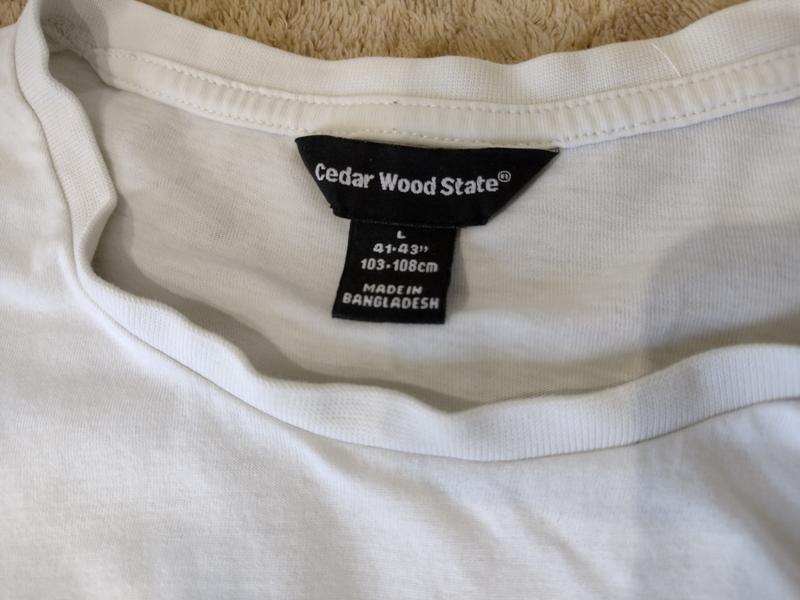 Cedar Wood State®
L
41-43"
103-108cm
MADE IN
BANGLADESH